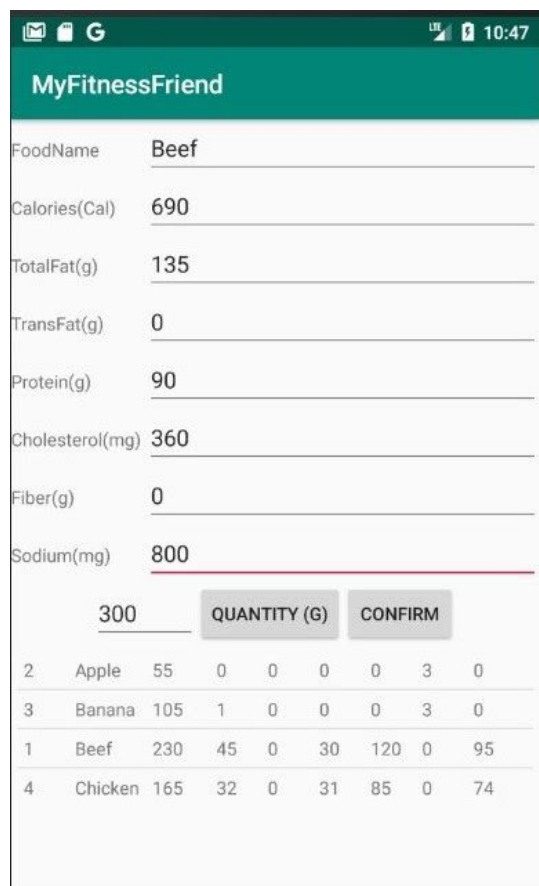 G LTE 10:47
MyFitnessFriend
FoodName Beef
Calories(Cal) 690
TotalFat(g) 135
TransFat(g) 0
Protein(g) 90
Cholesterol(mg) 360
Fiber(g) 0
Sodium(mg) 800
300 QUANTITY (G) CONFIRM
2 Apple 55 0 0 0 0 3 0
3 Banana 105 1 0 0 0 3 0
1 Beef 230 45 0 30 120 0 95
4 Chicken 165 32 0 31 85 0 74